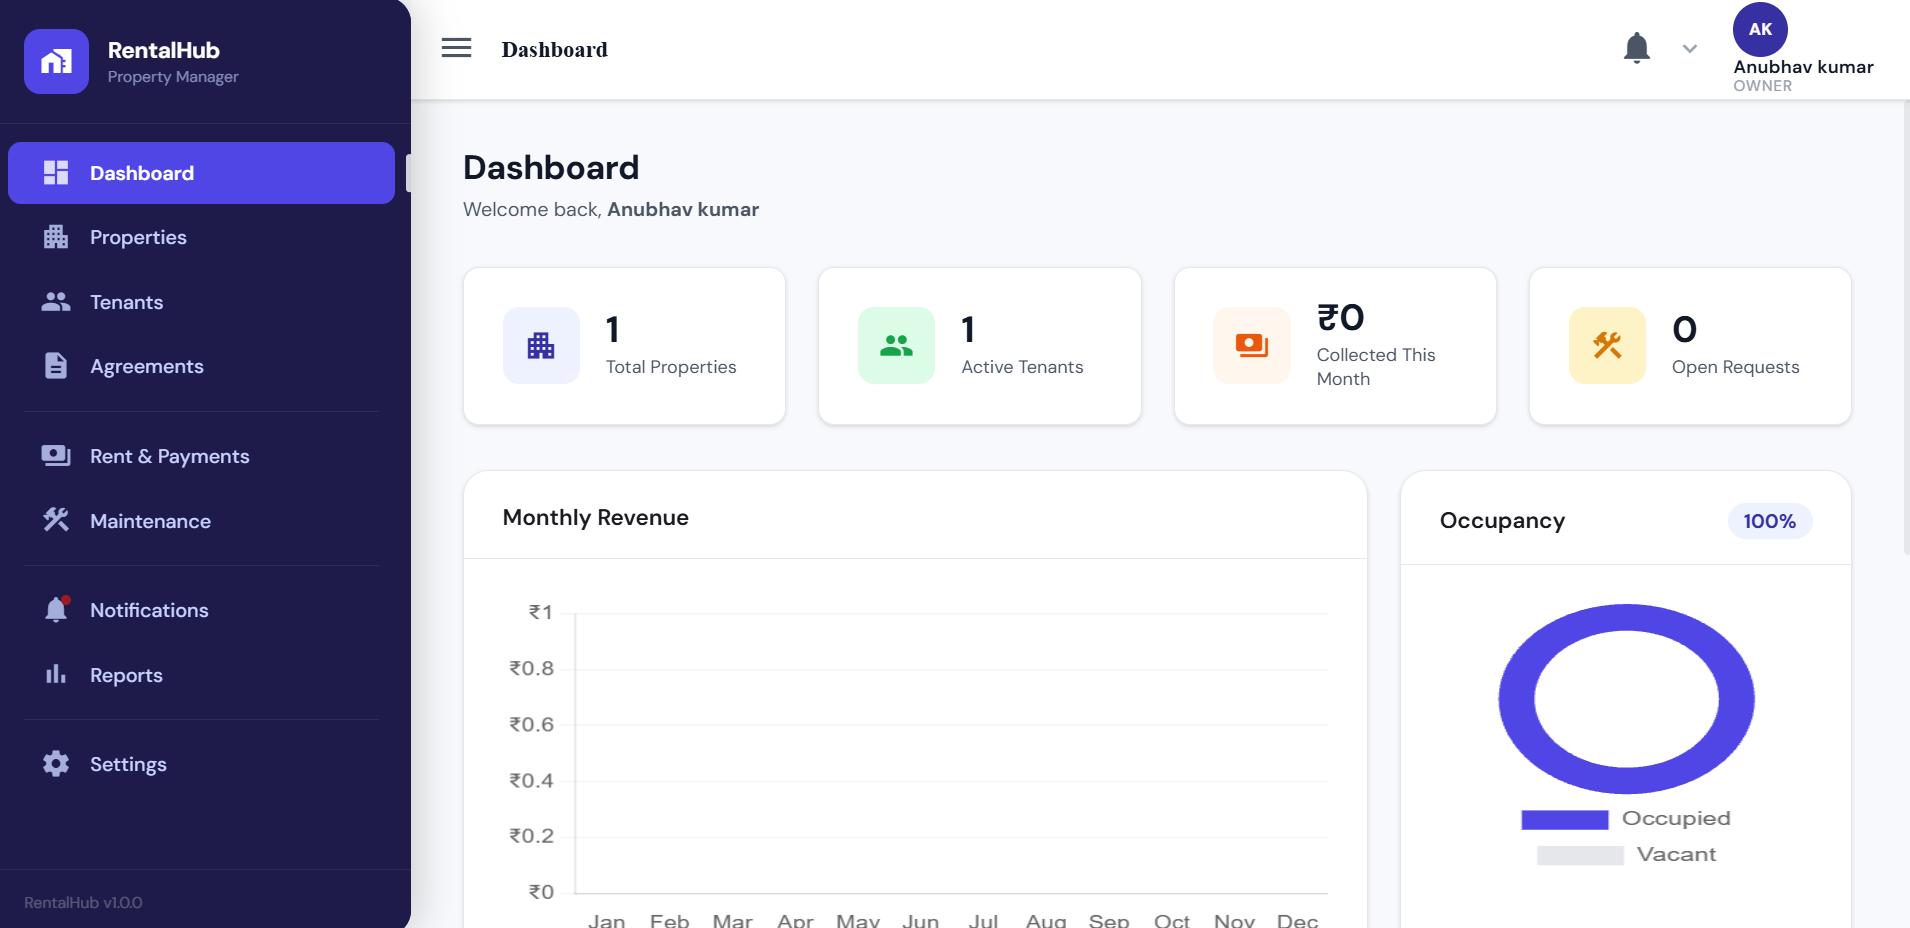 RentalHub
Property Manager
Dashboard
Properties
Tenants
Agreements
Rent & Payments
Maintenance
Notifications
Reports
Settings
RentalHub v1.0.0
Dashboard
AK
Anubhav kumar
OWNER
Dashboard
Welcome back, Anubhav kumar
1
Total Properties
1
Active Tenants
₹0
Collected This
Month
0
Open Requests
Monthly Revenue
₹1
₹0.8
₹0.6
₹0.4
₹0.2
₹0
Jan Feb Mar Apr May Jun Jul Aug Sep Oct Nov Dec
Occupancy
100%
Occupied
Vacant